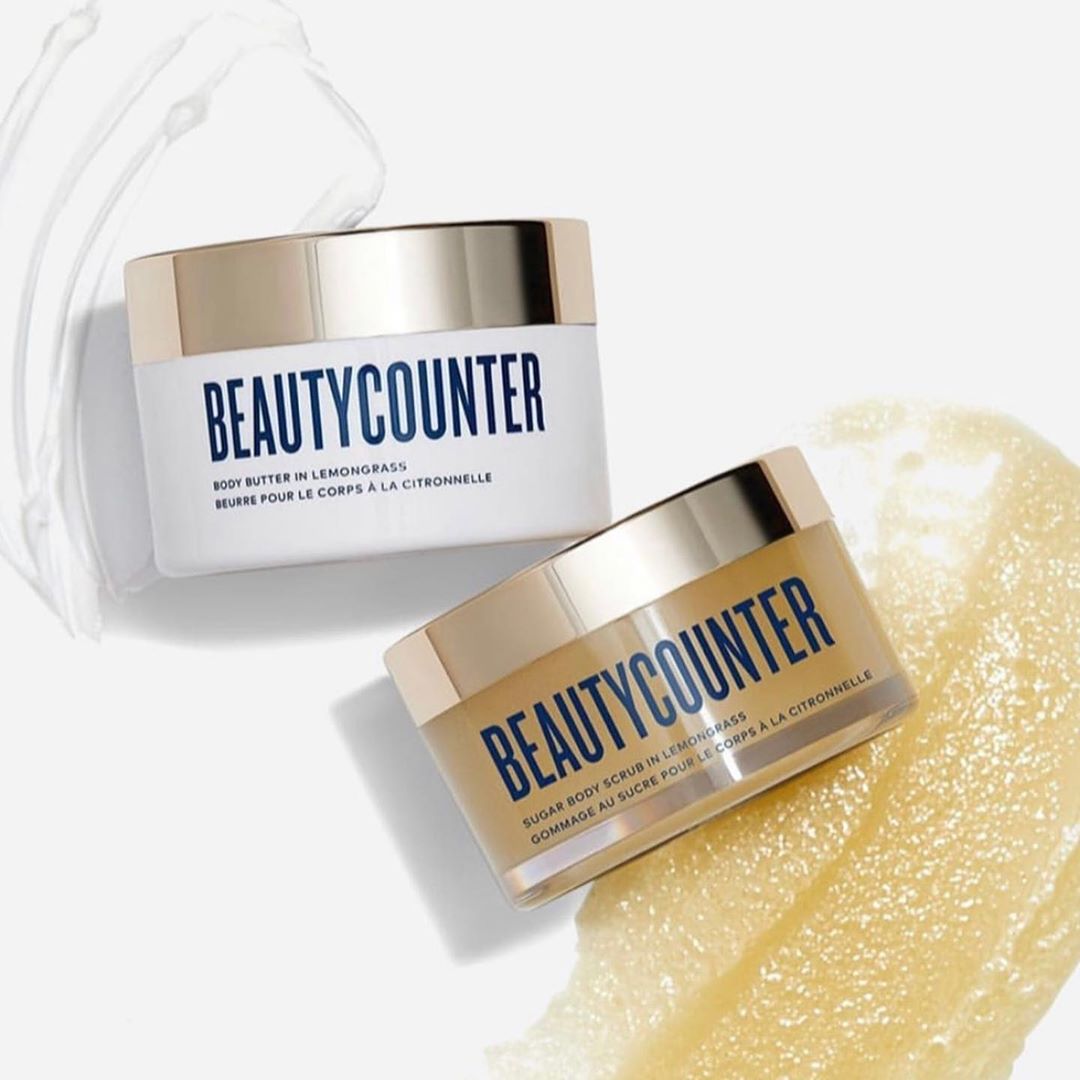 BEAUTYCOUNTER
BODY BUTTER IN LEMONGRASS
BEURRE POUR LE CORPS À LA CITRONNELLE
BEAUTYCOUNTER
SUGAR BODY SCRUB IN LEMONGRASS
GOMMAGE AU SUCRE POUR LE CORPS À LA CITRONNELLE